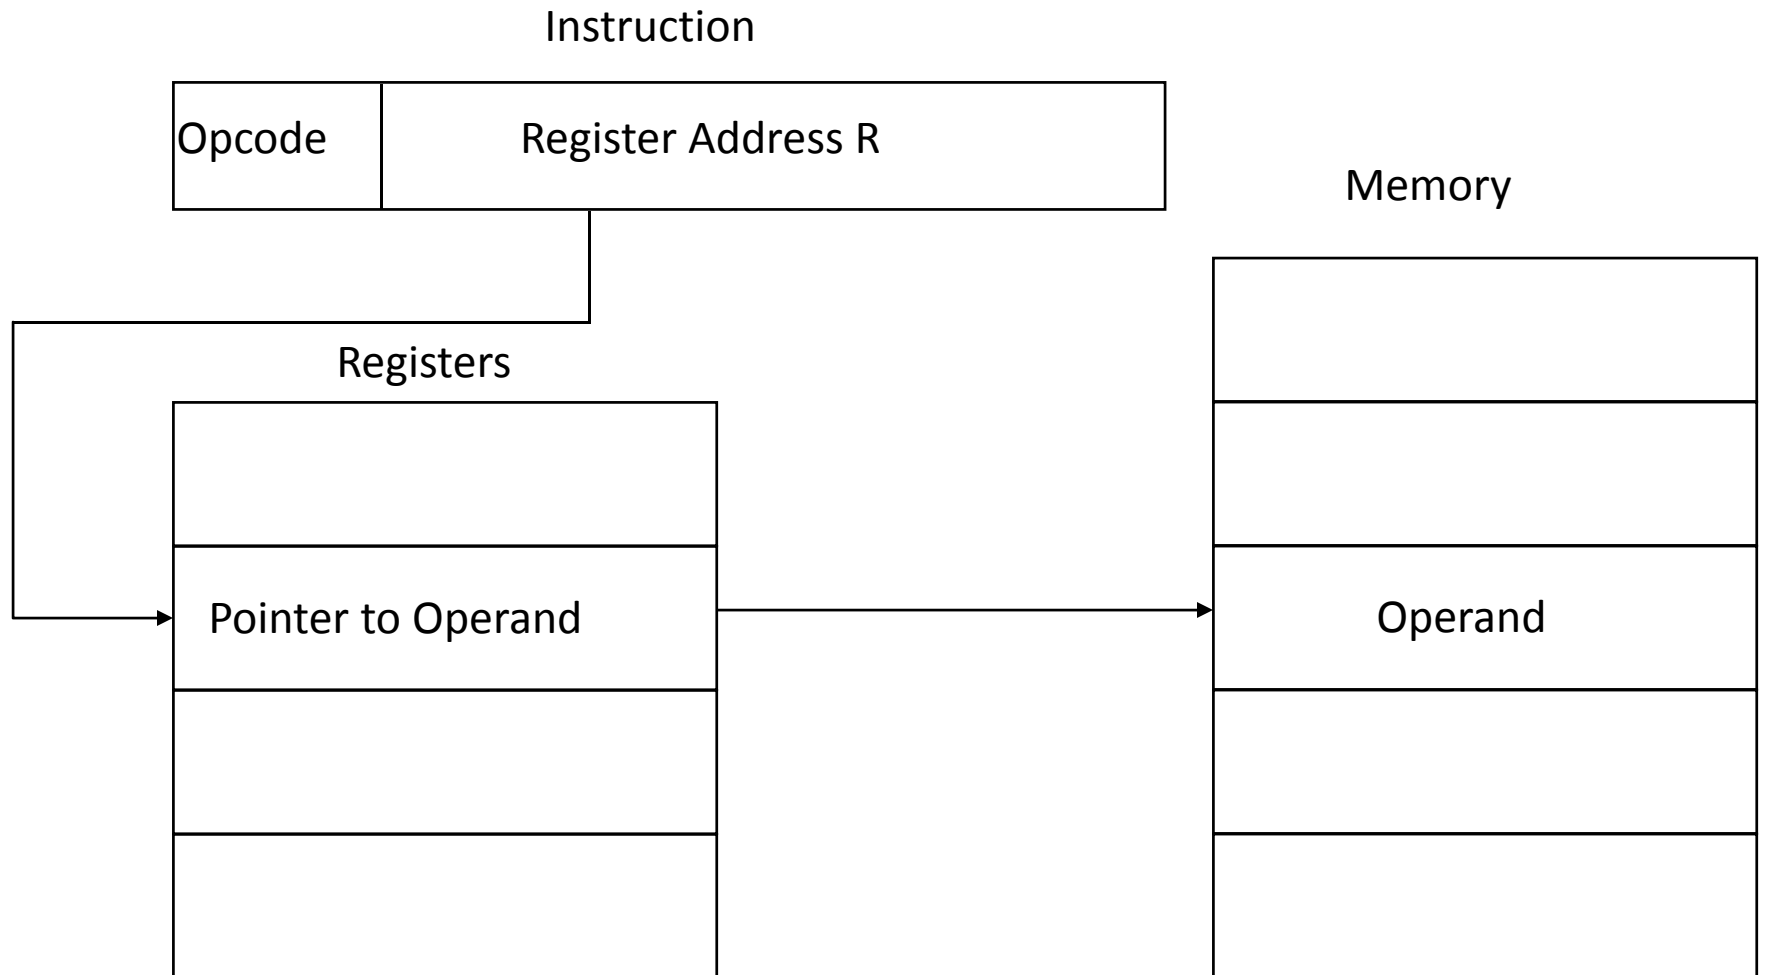 Instruction
Opcode
Register Address R
Memory
Registers
Pointer to Operand
Operand